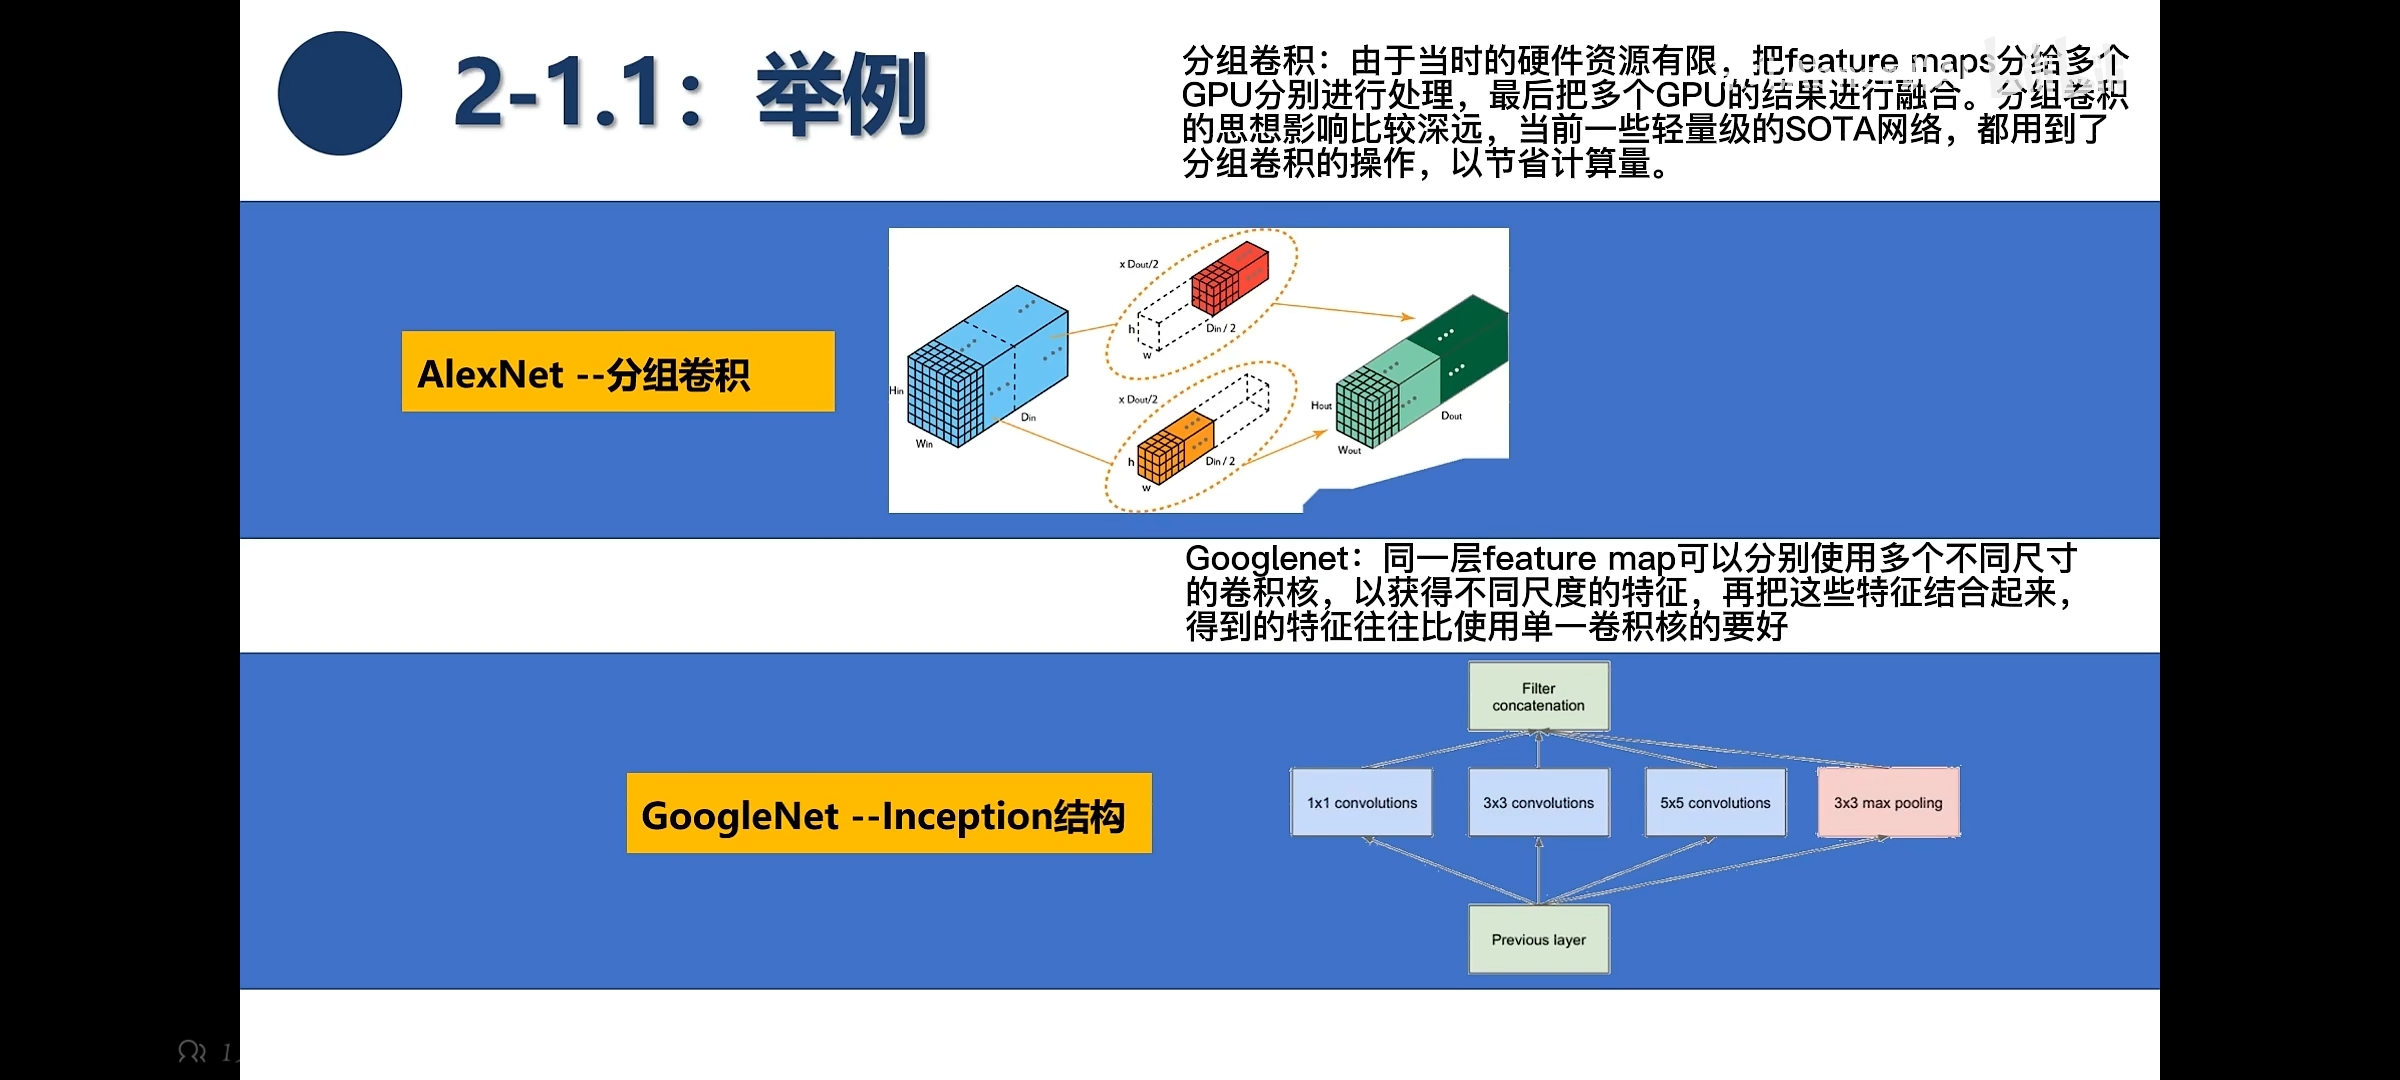 2-1.1：举例
分组卷积：由于当时的硬件资源有限，把feature maps分给多个
GPU分别进行处理，最后把多个GPU的结果进行融合。分组卷积
的思想影响比较深远，当前一些轻量级的SOTA网络，都用到了
分组卷积的操作，以节省计算量。
AlexNet --分组卷积
Hin
Win
Din
x Dout/2
h
w
Din / 2
x Dout/2
h
w
Din / 2
Hout
Wout
Dout
Googlenet：同一层feature map可以分别使用多个不同尺寸
的卷积核，以获得不同尺度的特征，再把这些特征结合起来，
得到的特征往往比使用单一卷积核的要好
GoogleNet --Inception结构
Filter
concatenation
1x1 convolutions
3x3 convolutions
5x5 convolutions
3x3 max pooling
Previous layer